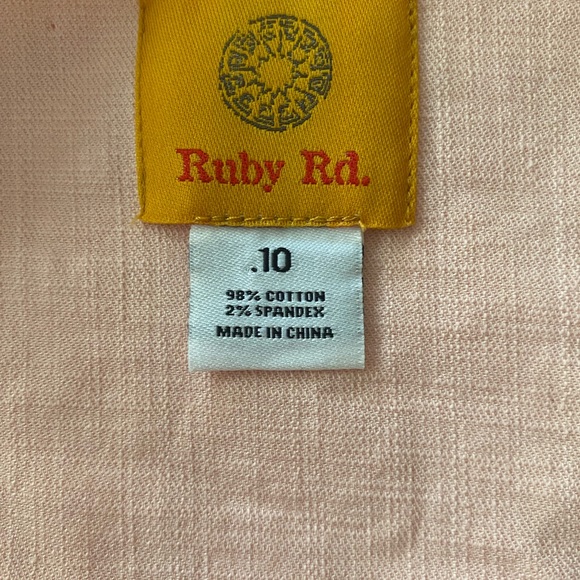 Ruby Rd.
.10
98% COTTON
2% SPANDEX
MADE IN CHINA